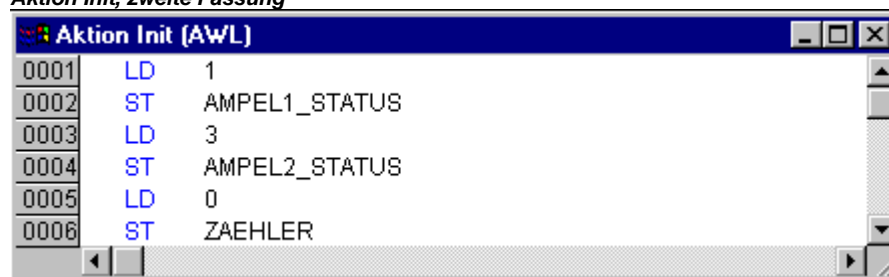 Aktion Init, zweite Fassung
Aktion Init (AWL)
0001 LD 1
0002 ST AMPEL1_STATUS
0003 LD 3
0004 ST AMPEL2_STATUS
0005 LD 0
0006 ST ZAEHLER